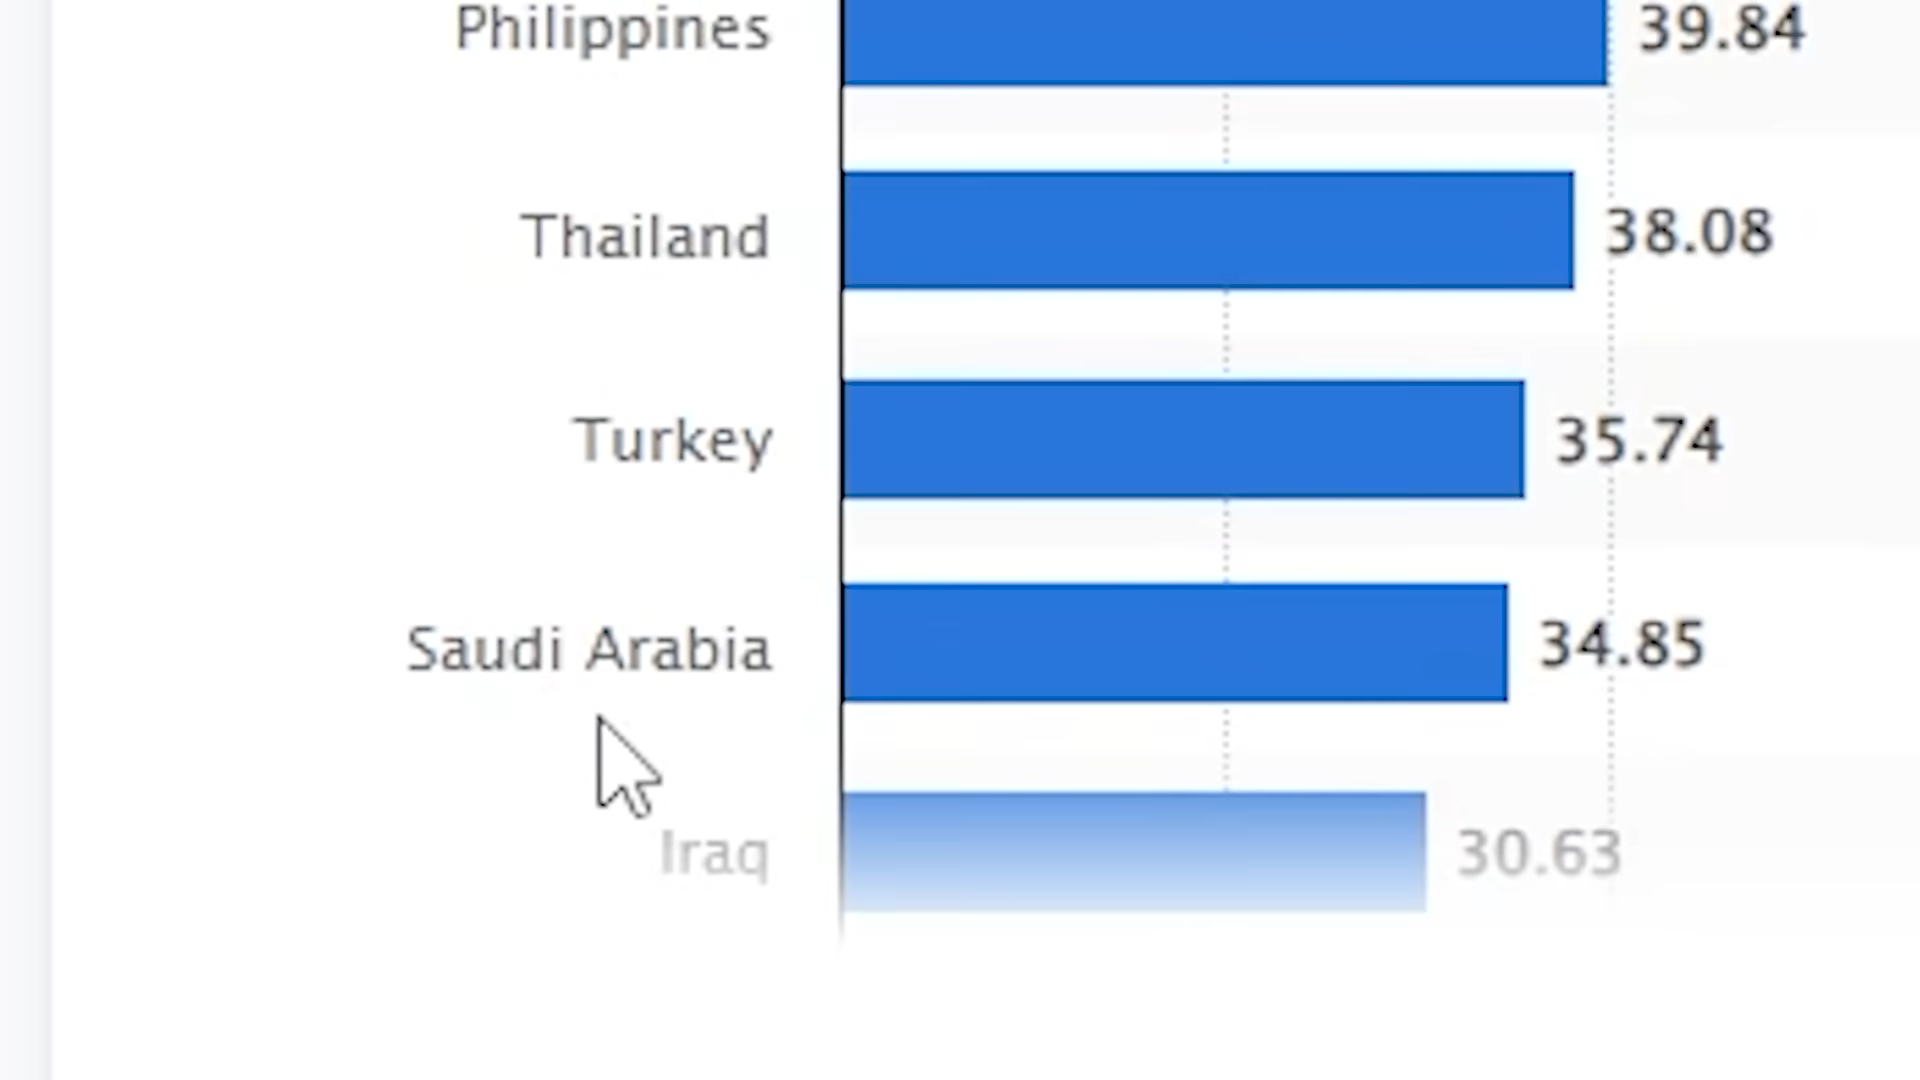 Philippines 39.84
Thailand 38.08
Turkey 35.74
Saudi Arabia 34.85
Iraq 30.63